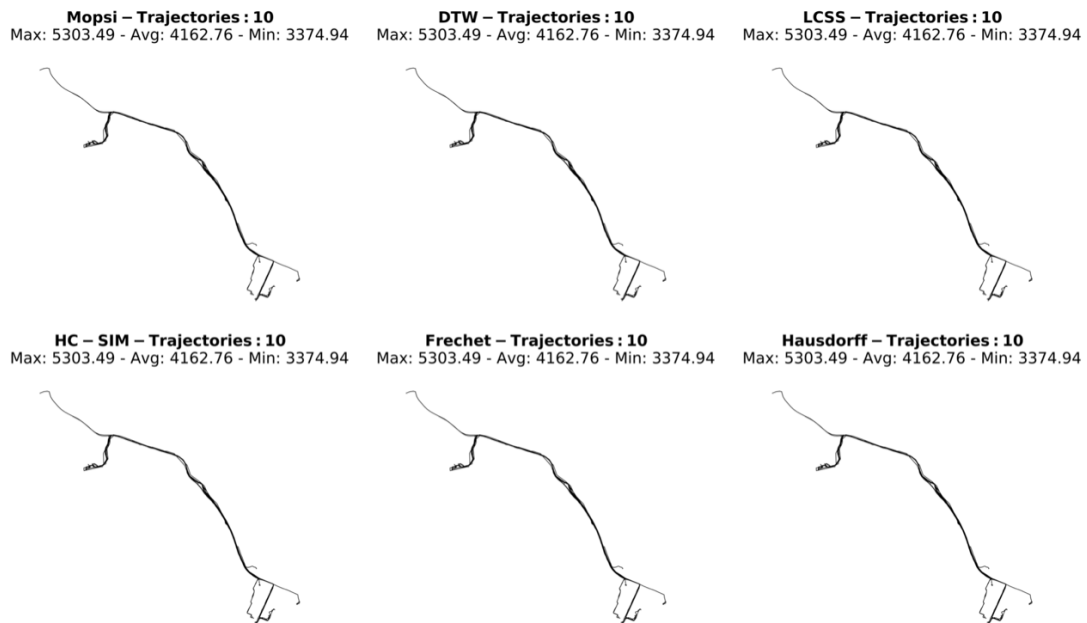 Mopsi – Trajectories : 10
Max: 5303.49 - Avg: 4162.76 - Min: 3374.94
DTW – Trajectories : 10
Max: 5303.49 - Avg: 4162.76 - Min: 3374.94
LCSS – Trajectories : 10
Max: 5303.49 - Avg: 4162.76 - Min: 3374.94
HC – SIM – Trajectories : 10
Max: 5303.49 - Avg: 4162.76 - Min: 3374.94
Frechet – Trajectories : 10
Max: 5303.49 - Avg: 4162.76 - Min: 3374.94
Hausdorff – Trajectories : 10
Max: 5303.49 - Avg: 4162.76 - Min: 3374.94